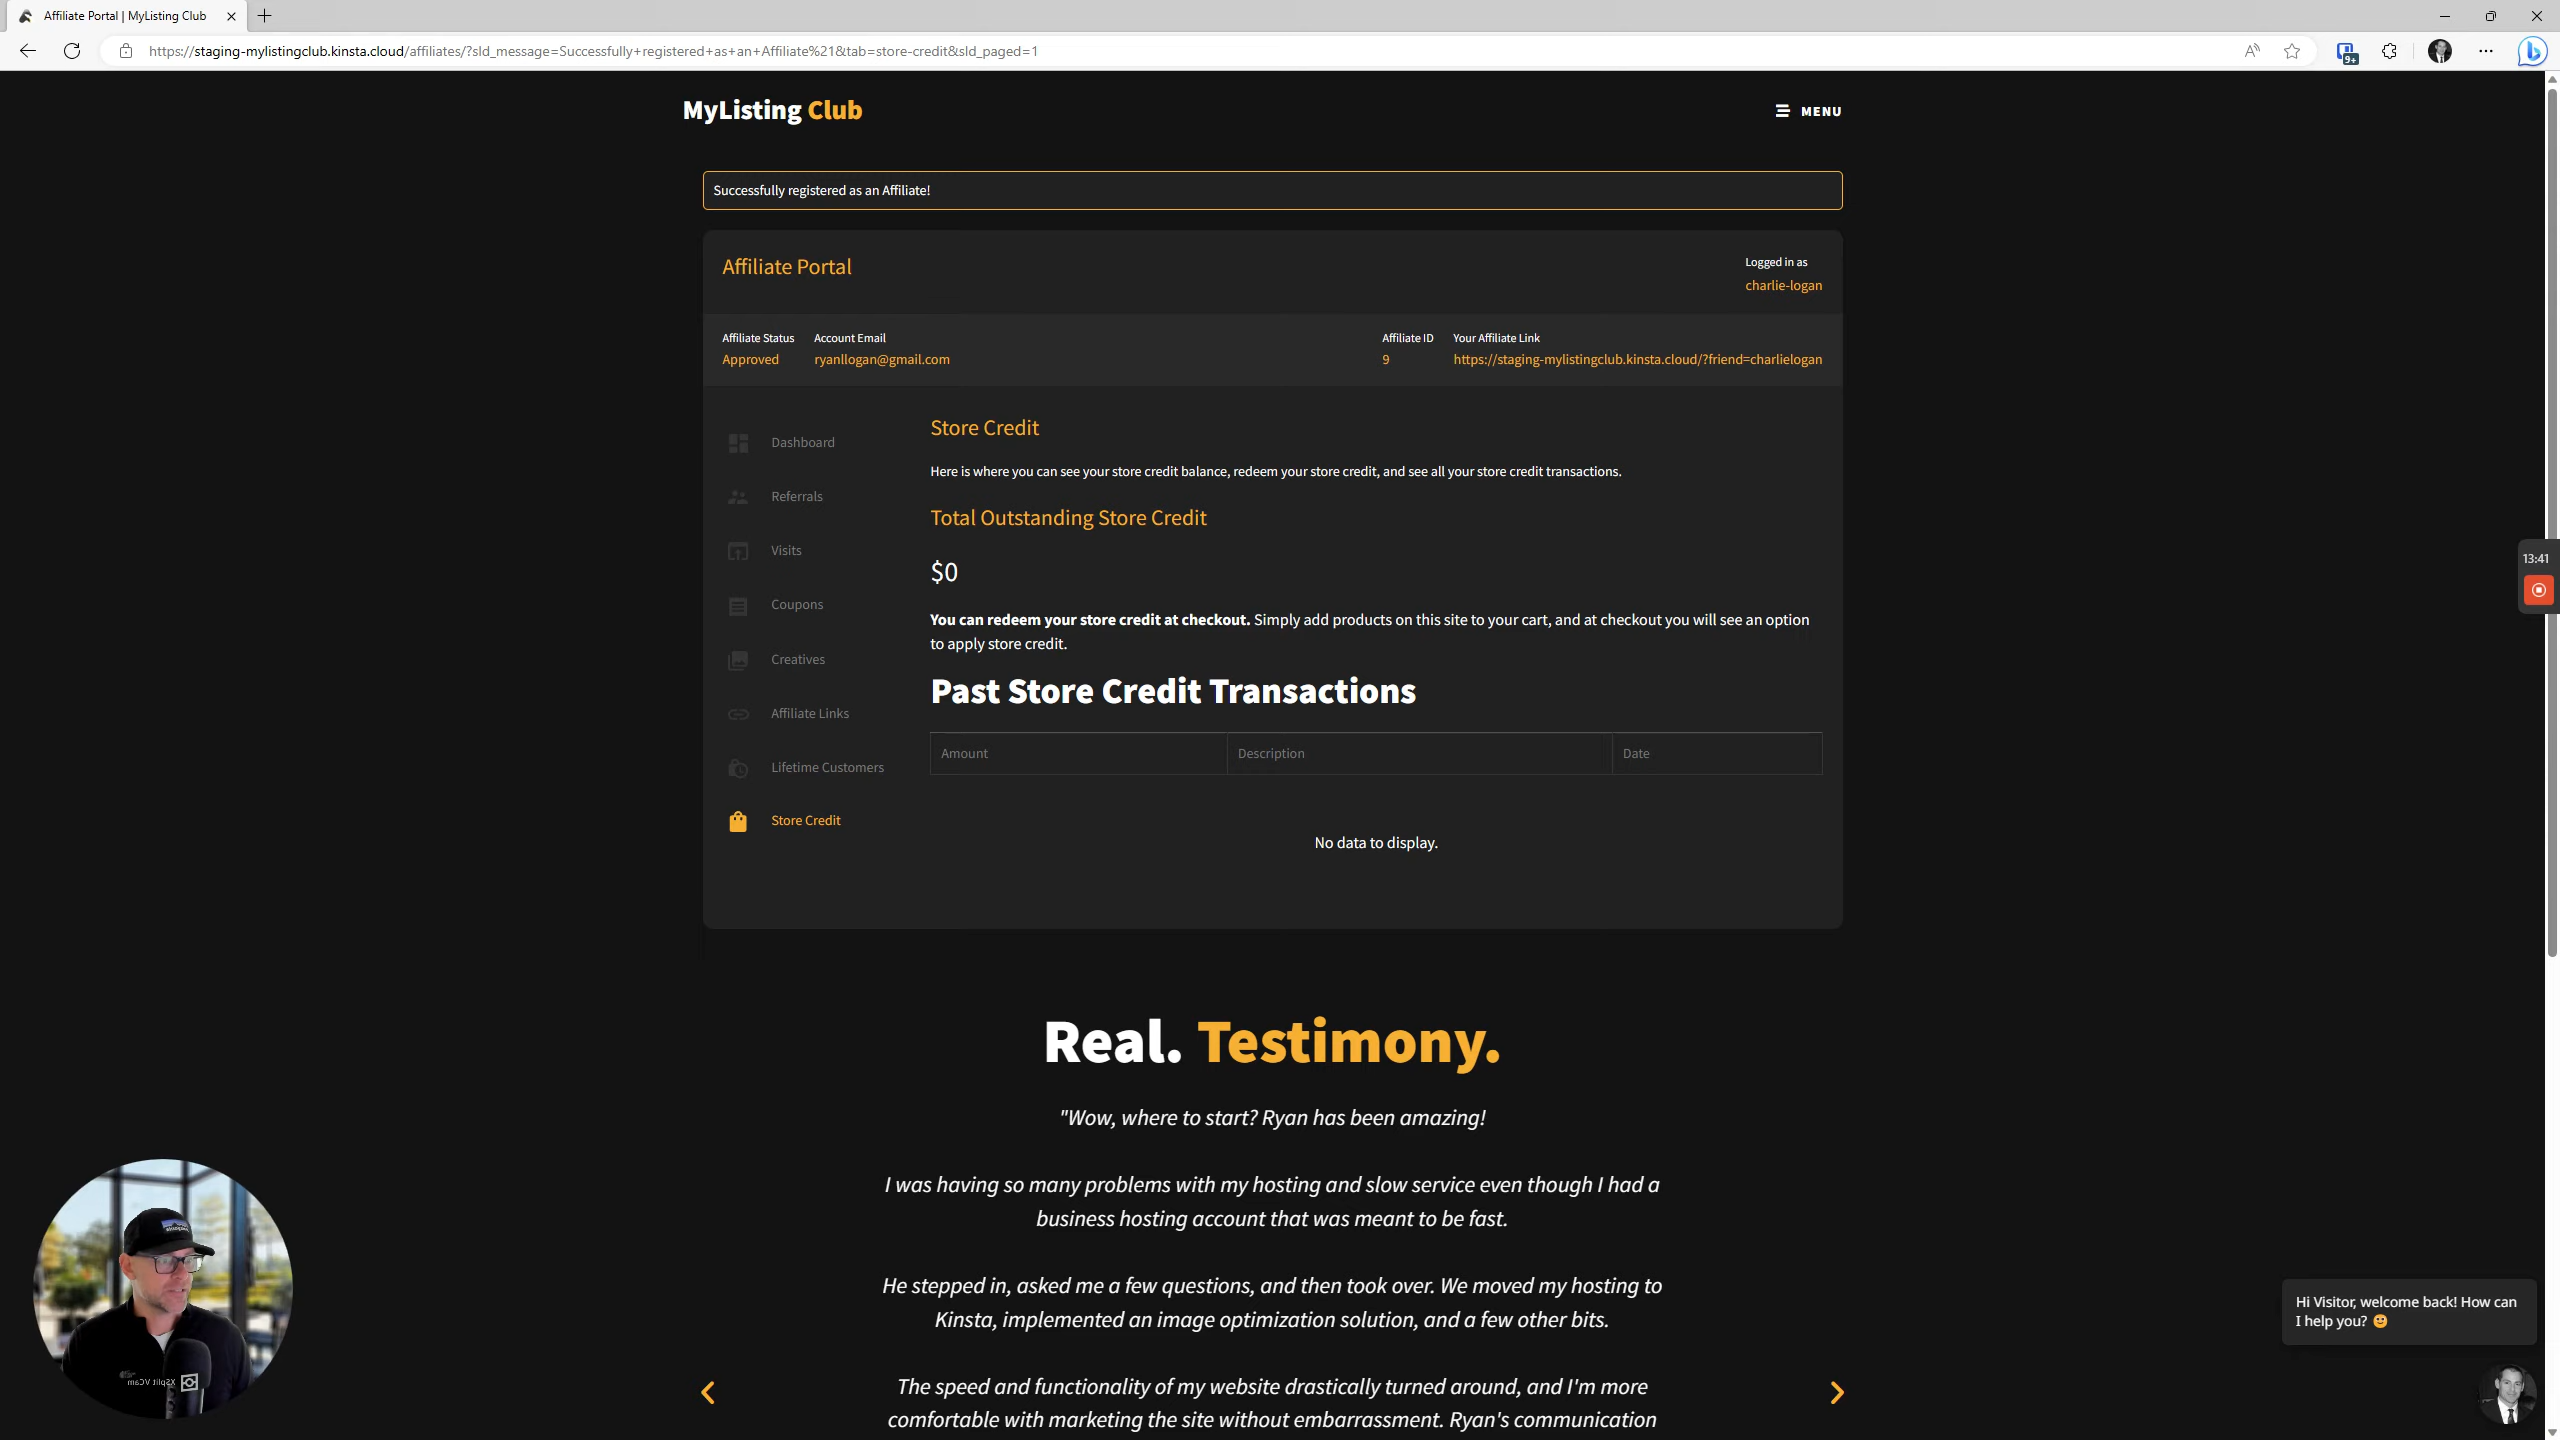 Affiliate Portal | MyListing Club
https://staging-mylistingclub.kinsta.cloud/affiliates/?sld_message=Successfully+registered+as+an+Affiliate%21&tab=store-credit&sld_paged=1
9+
MyListing Club
MENU
Successfully registered as an Affiliate!
Affiliate Portal
Logged in as
charlie-logan
Affiliate Status
Account Email
Affiliate ID
Your Affiliate Link
Approved
ryanllogan@gmail.com
9
https://staging-mylistingclub.kinsta.cloud/?friend=charlielogan
Dashboard
Referrals
Visits
Coupons
Creatives
Affiliate Links
Lifetime Customers
Store Credit
Store Credit
Here is where you can see your store credit balance, redeem your store credit, and see all your store credit transactions.
Total Outstanding Store Credit
$0
You can redeem your store credit at checkout. Simply add products on this site to your cart, and at checkout you will see an option
to apply store credit.
Past Store Credit Transactions
Amount
Description
Date
No data to display.
13:41
Real. Testimony.
"Wow, where to start? Ryan has been amazing!
I was having so many problems with my hosting and slow service even though I had a
business hosting account that was meant to be fast.
He stepped in, asked me a few questions, and then took over. We moved my hosting to
Kinsta, implemented an image optimization solution, and a few other bits.
The speed and functionality of my website drastically turned around, and I'm more
comfortable with marketing the site without embarrassment. Ryan's communication
XSplit VCam
Hi Visitor, welcome back! How can
I help you? 🙂